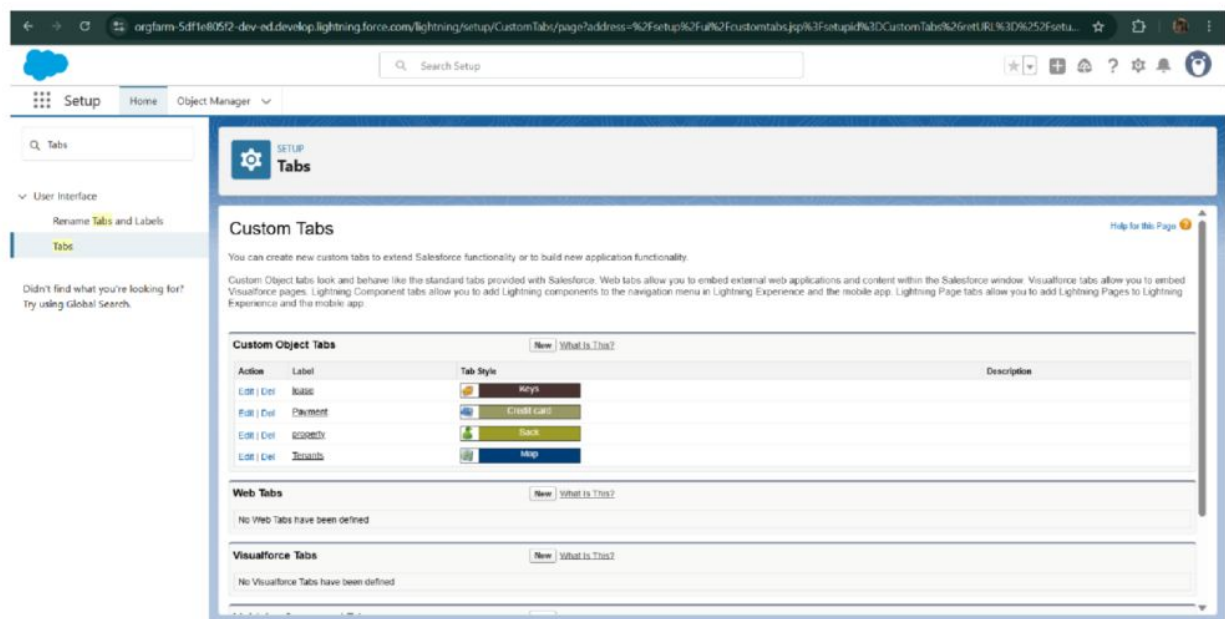 orgfarm-5df1e805f2-dev-ed.develop.lightning.force.com/lightning/setup/CustomTabs/page?address=%2Fsetup%2Fui%2Fcustomtabs.jsp%3Fsetupid%3DCustomTabs%26retURL%3D%252Fsetu...
Search Setup
Setup Home Object Manager
Tabs
User Interface
Rename Tabs and Labels
Tabs
Didn't find what you're looking for?
Try using Global Search.
SETUP
Tabs
Custom Tabs
Help for this Page
You can create new custom tabs to extend Salesforce functionality or to build new application functionality.
Custom Object tabs look and behave like the standard tabs provided with Salesforce. Web tabs allow you to embed external web applications and content within the Salesforce window. Visualforce tabs allow you to embed
Visualforce pages. Lightning Component tabs allow you to add Lightning components to the navigation menu in Lightning Experience and the mobile app. Lightning Page tabs allow you to add Lightning Pages to Lightning
Experience and the mobile app.
Custom Object Tabs New What Is This?
Action Label Tab Style Description
Edit | Del lease Keys
Edit | Del Payment Credit card
Edit | Del property Sack
Edit | Del Tenants Map
Web Tabs New What Is This?
No Web Tabs have been defined
Visualforce Tabs New What Is This?
No Visualforce Tabs have been defined